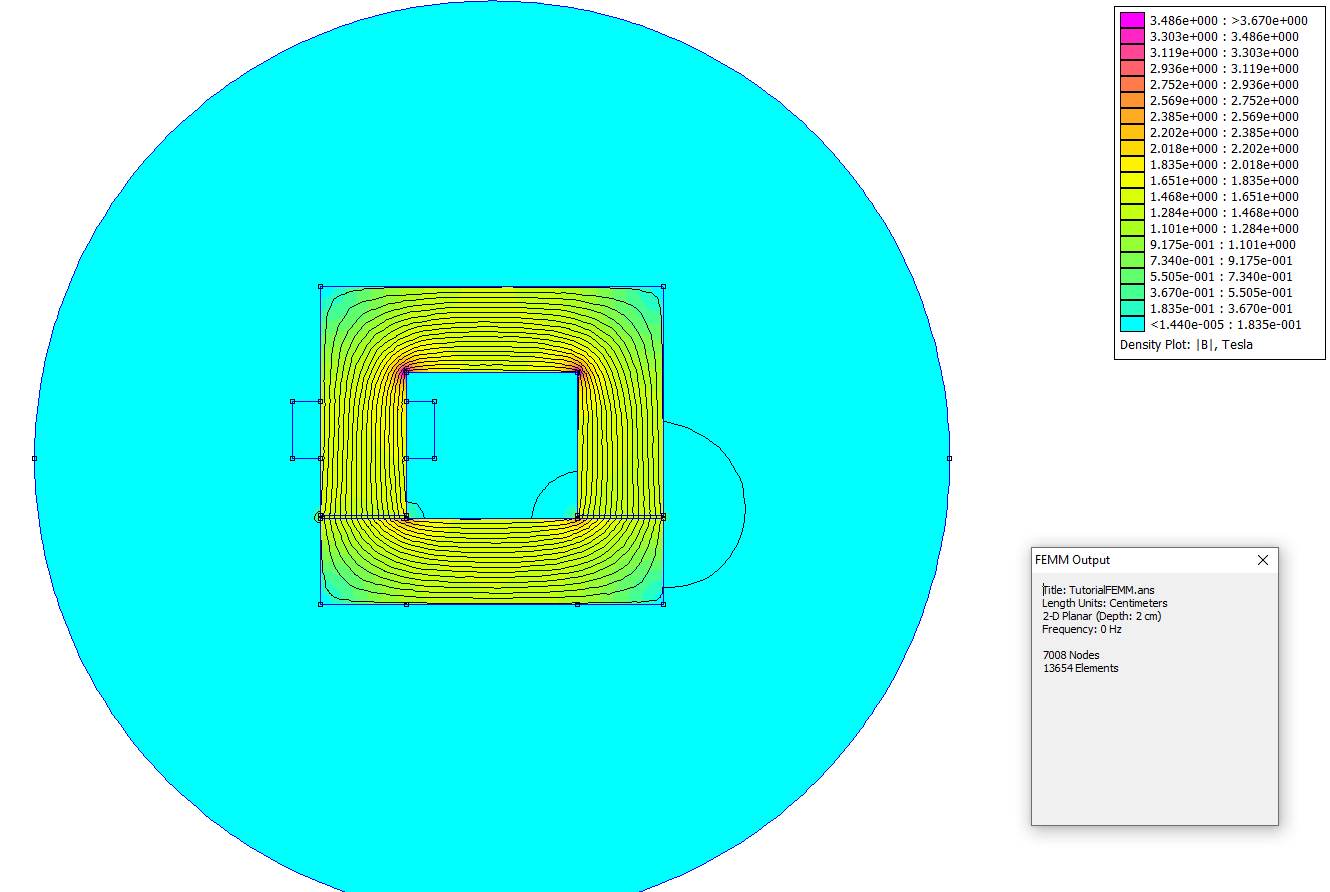 3.486e+000 : >3.670e+000
3.303e+000 : 3.486e+000
3.119e+000 : 3.303e+000
2.936e+000 : 3.119e+000
2.752e+000 : 2.936e+000
2.569e+000 : 2.752e+000
2.385e+000 : 2.569e+000
2.202e+000 : 2.385e+000
2.018e+000 : 2.202e+000
1.835e+000 : 2.018e+000
1.651e+000 : 1.835e+000
1.468e+000 : 1.651e+000
1.284e+000 : 1.468e+000
1.101e+000 : 1.284e+000
9.175e-001 : 1.101e+000
7.340e-001 : 9.175e-001
5.505e-001 : 7.340e-001
3.670e-001 : 5.505e-001
1.835e-001 : 3.670e-001
<1.440e-005 : 1.835e-001
Density Plot: |B|, Tesla
FEMM Output
Title: TutorialFEMM.ans
Length Units: Centimeters
2-D Planar (Depth: 2 cm)
Frequency: 0 Hz
7008 Nodes
13654 Elements